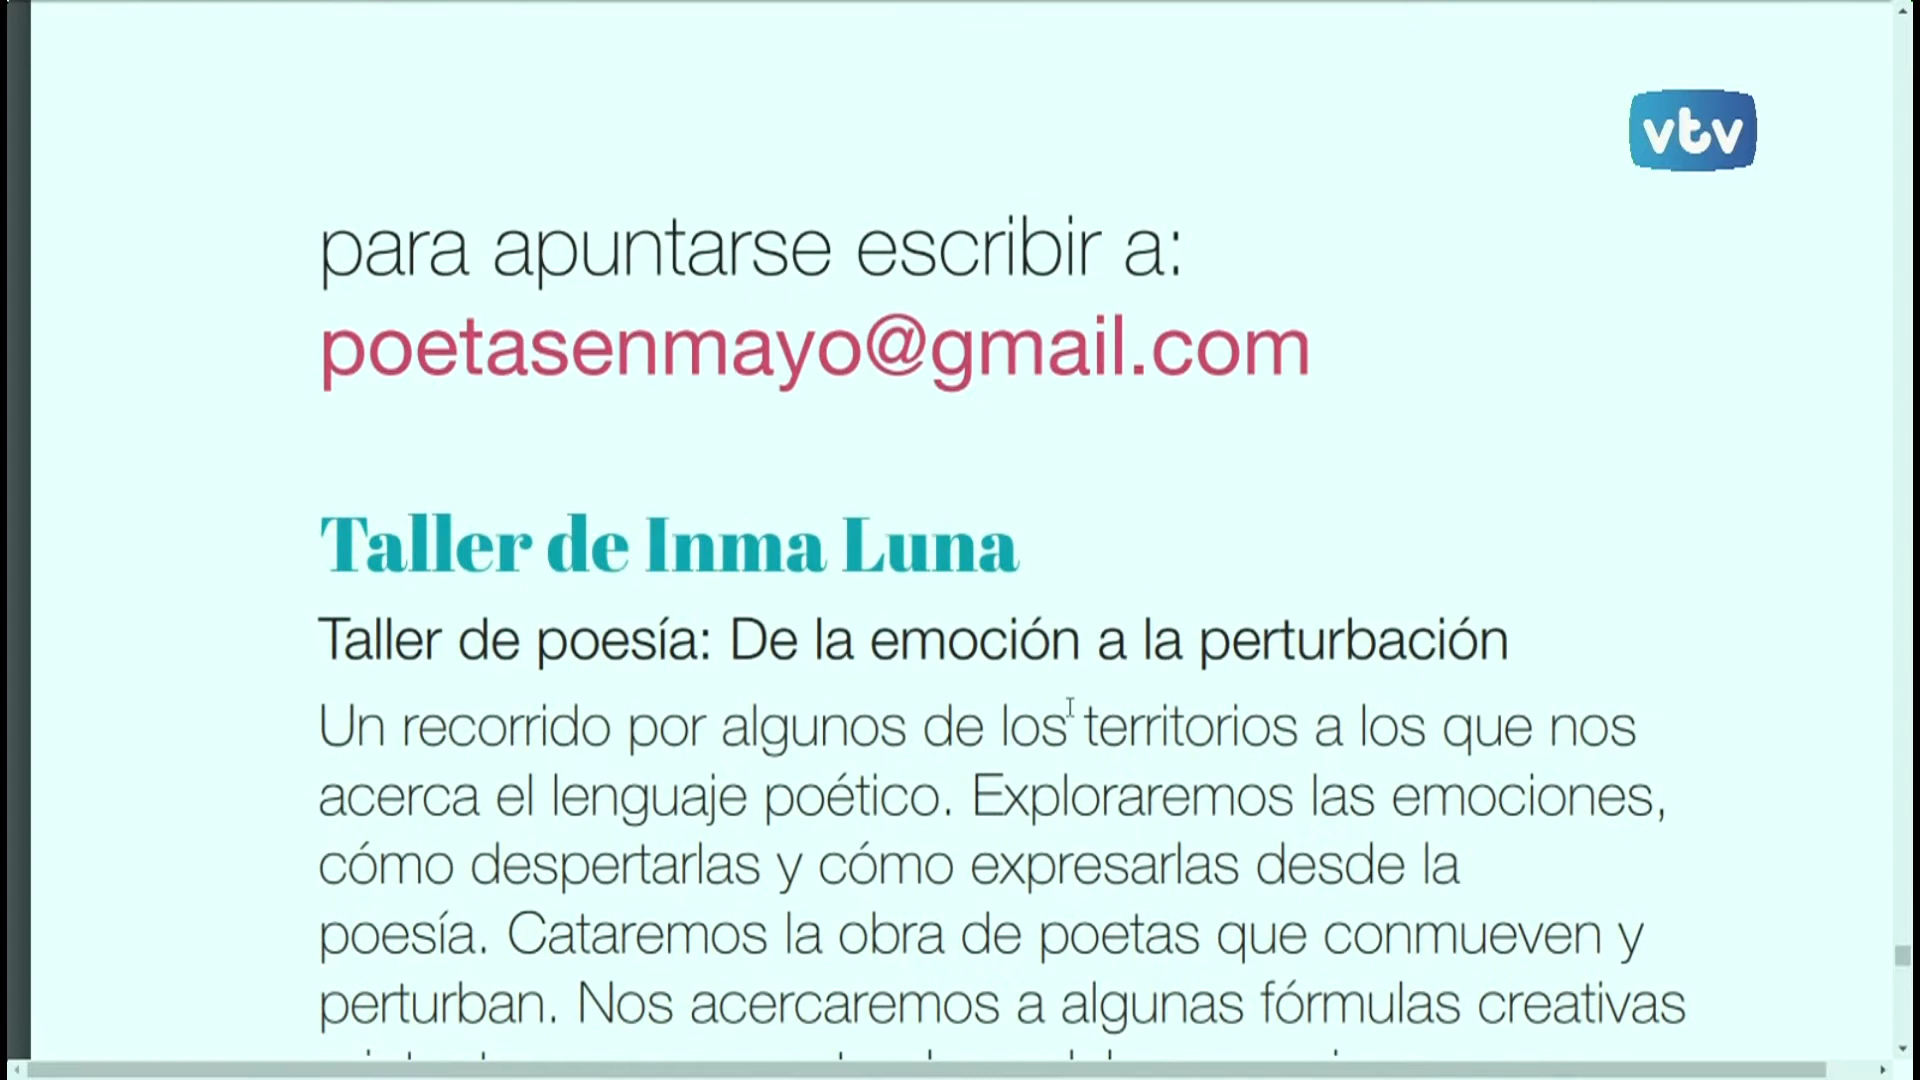 vtv
para apuntarse escribir a:
poetasenmayo@gmail.com
Taller de Inma Luna
Taller de poesía: De la emoción a la perturbación
Un recorrido por algunos de los territorios a los que nos
acerca el lenguaje poético. Exploraremos las emociones,
cómo despertarlas y cómo expresarlas desde la
poesía. Cataremos la obra de poetas que conmueven y
perturban. Nos acercaremos a algunas fórmulas creativas